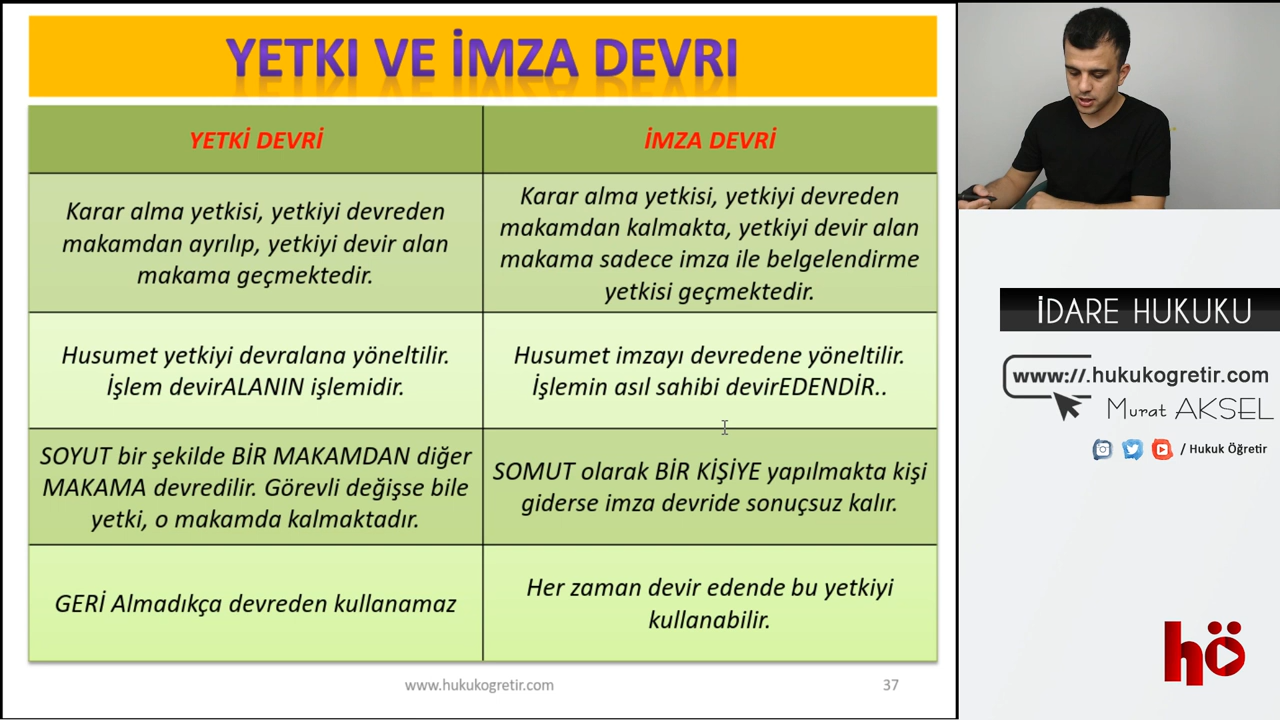 YETKI VE İMZA DEVRI
YETKİ DEVRİ
İMZA DEVRİ
Karar alma yetkisi, yetkiyi devreden
makamdan ayrılıp, yetkiyi devir alan
makama geçmektedir.
Karar alma yetkisi, yetkiyi devreden
makamdan kalmakta, yetkiyi devir alan
makama sadece imza ile belgelendirme
yetkisi geçmektedir.
Husumet yetkiyi devralana yöneltilir.
İşlem devirALANIN işlemidir.
Husumet imzayı devredene yöneltilir.
İşlemin asıl sahibi devirEDENDİR..
SOYUT bir şekilde BİR MAKAMDAN diğer
MAKAMA devredilir. Görevli değişse bile
yetki, o makamda kalmaktadır.
SOMUT olarak BİR KİŞİYE yapılmakta kişi
giderse imza devride sonuçsuz kalır.
GERİ Almadıkça devreden kullanamaz
Her zaman devir edende bu yetkiyi
kullanabilir.
www.hukukogretir.com
37
İDARE HUKUKU
www://.hukukogretir.com
Murat AKSEL
/ Hukuk Öğretir
hö